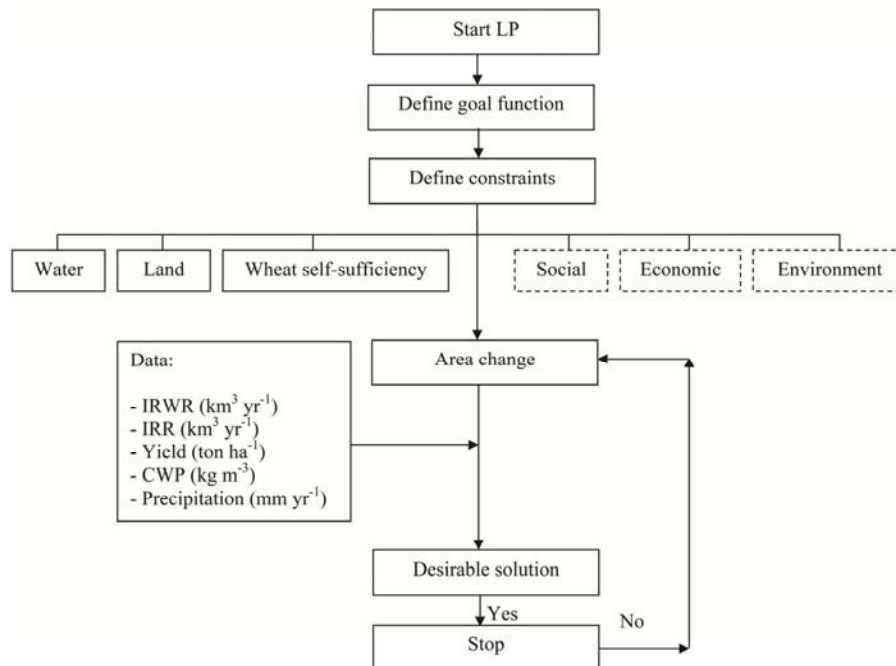 Start LP
Define goal function
Define constraints
Water
Land
Wheat self-sufficiency
Social
Economic
Environment
Data:
- IRWR (km³ yr⁻¹)
- IRR (km³ yr⁻¹)
- Yield (ton ha⁻¹)
- CWP (kg m⁻³)
- Precipitation (mm yr⁻¹)
Area change
Desirable solution
Yes
No
Stop